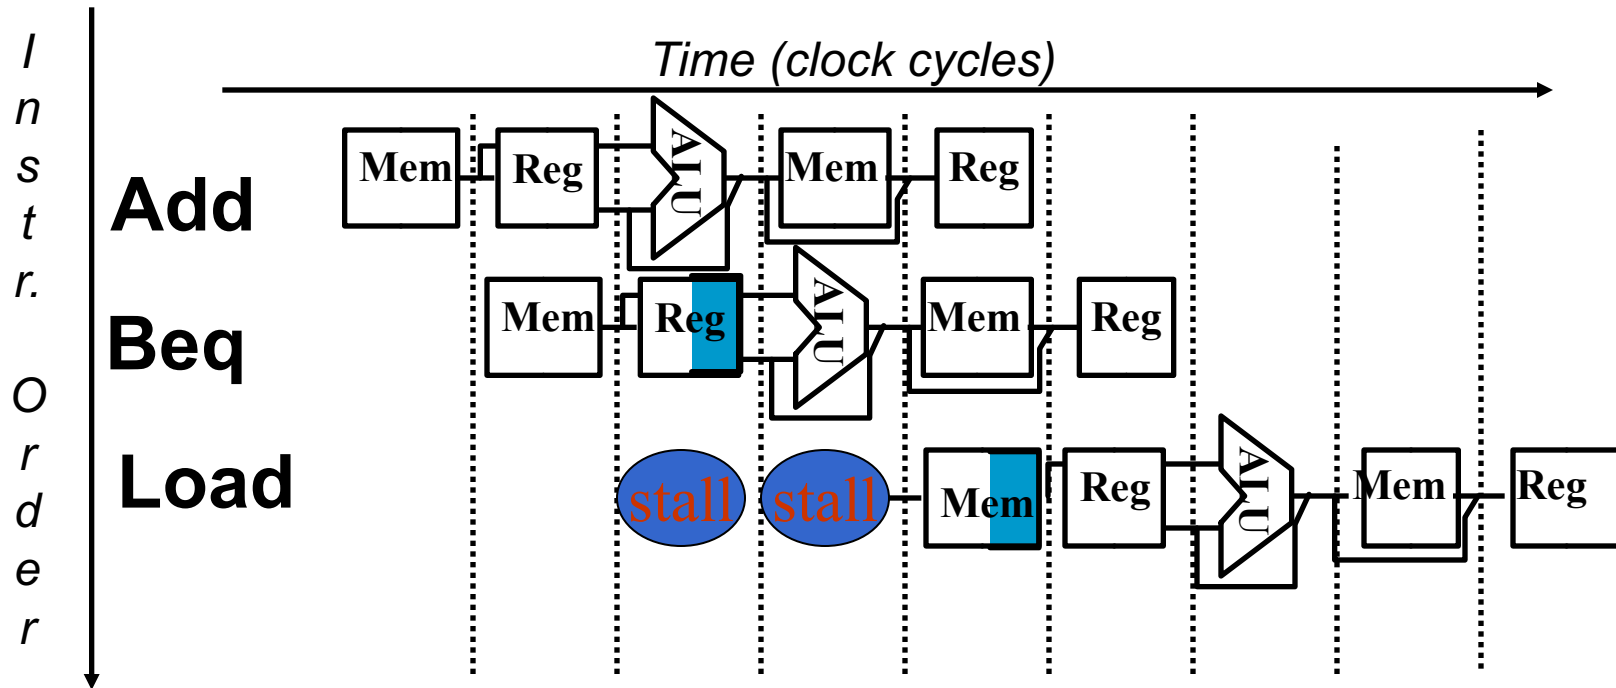 Instr. Order
Time (clock cycles)
Add
Mem Reg ALU Mem Reg
Beq
Mem Reg ALU Mem Reg
Load
stall stall Mem Reg ALU Mem Reg